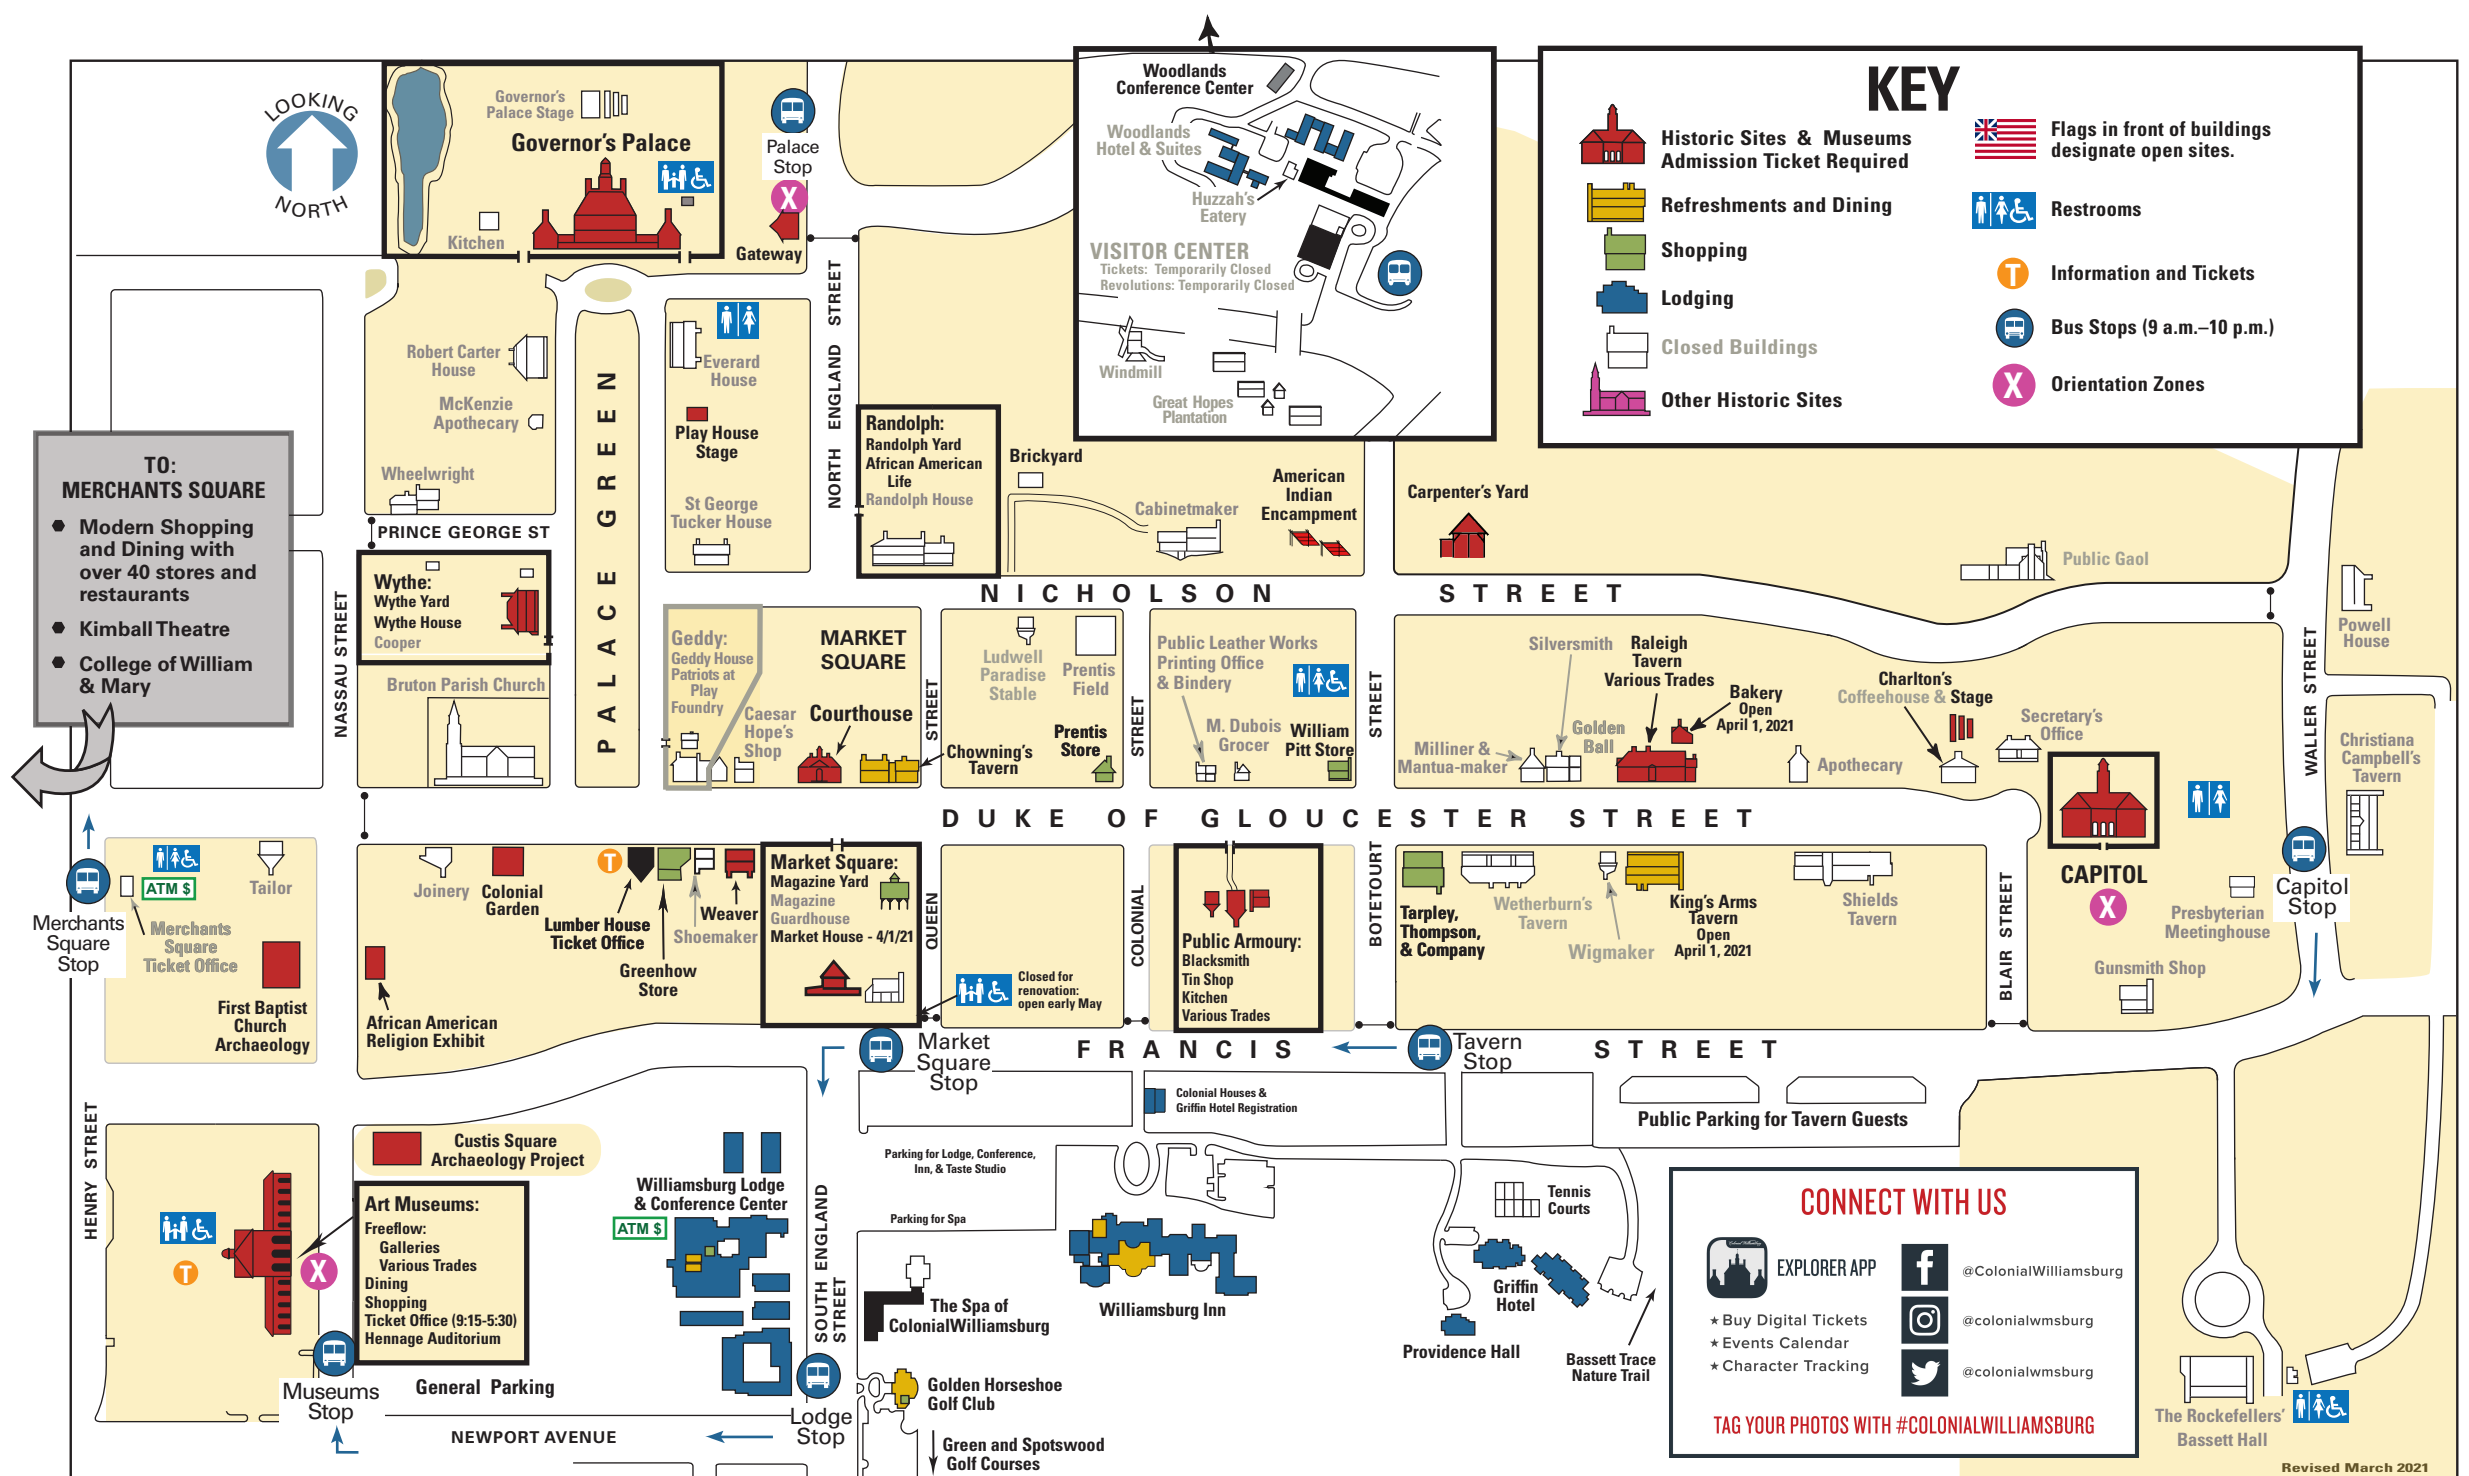 LOOKING
NORTH
Governor's
Palace Stage
Governor's Palace
Kitchen
Palace
Stop
X
Gateway
Woodlands
Conference Center
Woodlands
Hotel & Suites
Huzzah's
Eatery
VISITOR CENTER
Tickets: Temporarily Closed
Revolutions: Temporarily Closed
Windmill
Great Hopes
Plantation
KEY
Historic Sites & Museums
Admission Ticket Required
Refreshments and Dining
Shopping
Lodging
Closed Buildings
Other Historic Sites
Flags in front of buildings
designate open sites.
Restrooms
T
Information and Tickets
Bus Stops (9 a.m.–10 p.m.)
X
Orientation Zones
Robert Carter
House
McKenzie
Apothecary
Wheelwright
PRINCE GEORGE ST
PALACE GREEN
Everard
House
Play House
Stage
St George
Tucker House
NORTH ENGLAND STREET
Randolph:
Randolph Yard
African American
Life
Randolph House
Brickyard
Cabinetmaker
American
Indian
Encampment
Carpenter's Yard
Public Gaol
Powell
House
TO:
MERCHANTS SQUARE
Modern Shopping
and Dining with
over 40 stores and
restaurants
Kimball Theatre
College of William
& Mary
NASSAU STREET
Wythe:
Wythe Yard
Wythe House
Cooper
Bruton Parish Church
NICHOLSON STREET
Geddy:
Geddy House
Patriots at
Play
Foundry
MARKET
SQUARE
Caesar
Hope's
Shop
Courthouse
STREET
Chowning's
Tavern
Ludwell
Paradise
Stable
Prentis
Field
Prentis
Store
STREET
Public Leather Works
Printing Office
& Bindery
M. Dubois
Grocer
William
Pitt Store
STREET
Silversmith
Raleigh
Tavern
Various Trades
Bakery
Open
April 1, 2021
Golden
Ball
Milliner &
Mantua-maker
Apothecary
Charlton's
Coffeehouse & Stage
Secretary's
Office
WALLER STREET
Christiana
Campbell's
Tavern
DUKE OF GLOUCESTER STREET
CAPITOL
X
Capitol
Stop
Presbyterian
Meetinghouse
Gunsmith Shop
Merchants
Square
Stop
ATM $
Tailor
Merchants
Square
Ticket Office
First Baptist
Church
Archaeology
Joinery
Colonial
Garden
T
Lumber House
Ticket Office
Greenhow
Store
Shoemaker
Weaver
African American
Religion Exhibit
Market Square:
Magazine Yard
Magazine
Guardhouse
Market House - 4/1/21
QUEEN
Closed for
renovation:
open early May
COLONIAL
Public Armoury:
Blacksmith
Tin Shop
Kitchen
Various Trades
BOTETOURT
Tarpley,
Thompson,
& Company
Wetherburn's
Tavern
Wigmaker
King's Arms
Tavern
Open
April 1, 2021
Shields
Tavern
BLAIR STREET
Market
Square
Stop
FRANCIS STREET
Tavern
Stop
HENRY STREET
Custis Square
Archaeology Project
Art Museums:
Freeflow:
Galleries
Various Trades
Dining
Shopping
Ticket Office (9:15-5:30)
Hennage Auditorium
T
X
Museums
Stop
General Parking
NEWPORT AVENUE
Williamsburg Lodge
& Conference Center
ATM $
SOUTH ENGLAND
STREET
Lodge
Stop
Colonial Houses &
Griffin Hotel Registration
Parking for Lodge, Conference,
Inn, & Taste Studio
Parking for Spa
The Spa of
ColonialWilliamsburg
Golden Horseshoe
Golf Club
Green and Spotswood
Golf Courses
Williamsburg Inn
Public Parking for Tavern Guests
Tennis
Courts
Griffin
Hotel
Providence Hall
Bassett Trace
Nature Trail
CONNECT WITH US
EXPLORER APP
★ Buy Digital Tickets
★ Events Calendar
★ Character Tracking
@ColonialWilliamsburg
@colonialwmsburg
@colonialwmsburg
TAG YOUR PHOTOS WITH #COLONIALWILLIAMSBURG
The Rockefellers'
Bassett Hall
Revised March 2021